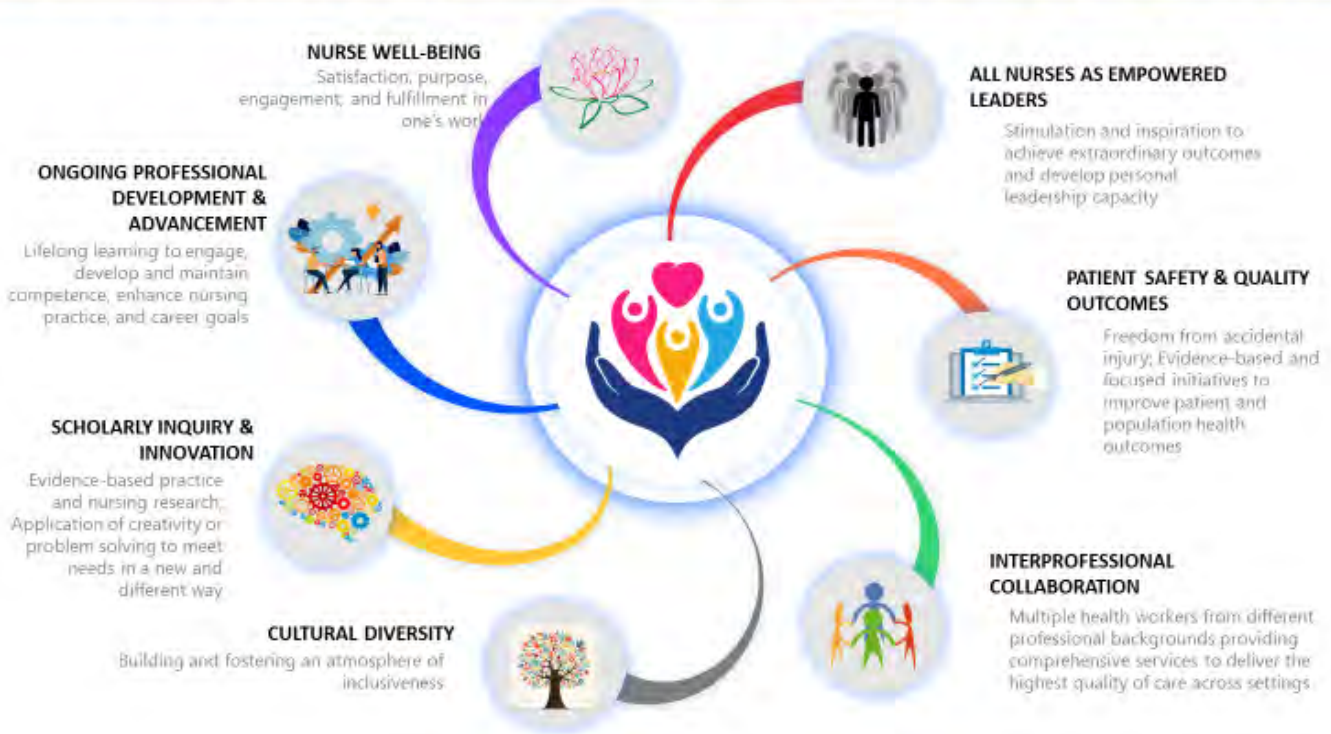 NURSE WELL-BEING
Satisfaction, purpose,
engagement, and fulfillment in
one's work
ALL NURSES AS EMPOWERED
LEADERS
Stimulation and inspiration to
achieve extraordinary outcomes
and develop personal
leadership capacity
ONGOING PROFESSIONAL
DEVELOPMENT &
ADVANCEMENT
Lifelong learning to engage,
develop and maintain
competence, enhance nursing
practice, and career goals
PATIENT SAFETY & QUALITY
OUTCOMES
Freedom from accidental
injury; Evidence-based and
focused initiatives to
improve patient and
population health
outcomes
SCHOLARLY INQUIRY &
INNOVATION
Evidence-based practice
and nursing research;
Application of creativity or
problem solving to meet
needs in a new and
different way
INTERPROFESSIONAL
COLLABORATION
Multiple health workers from different
professional backgrounds providing
comprehensive services to deliver the
highest quality of care across settings
CULTURAL DIVERSITY
Building and fostering an atmosphere of
inclusiveness